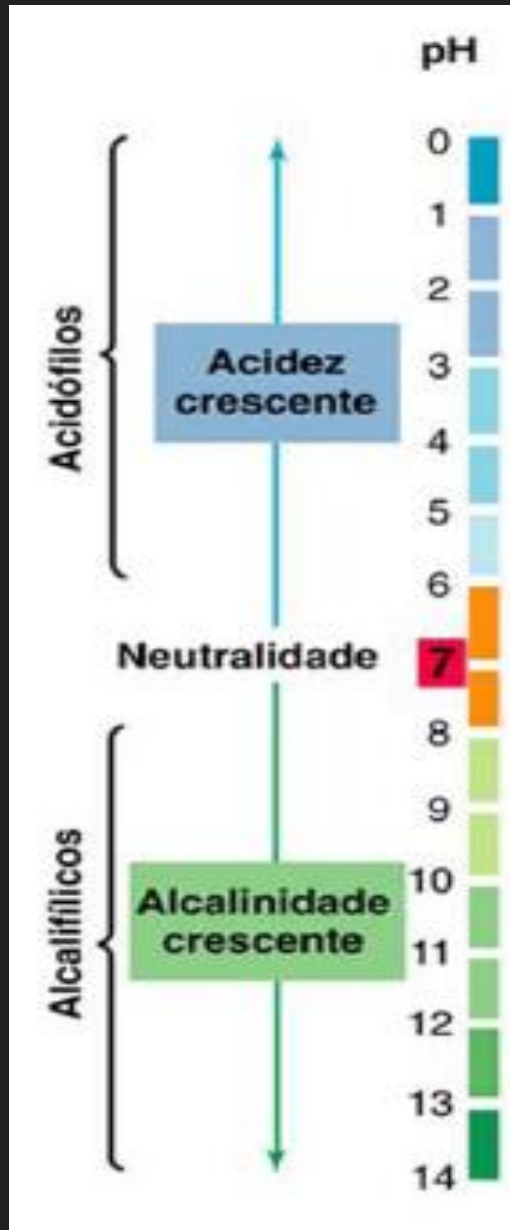 pH
0
1
2
3
4
5
6
7
8
9
10
11
12
13
14
Acidófilos
Acidez
crescente
Neutralidade
Alcalifílicos
Alcalinidade
crescente